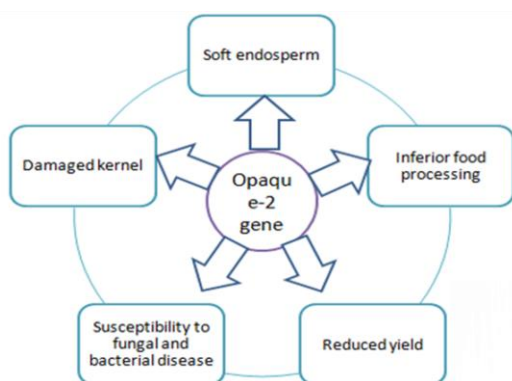 Soft endosperm
Damaged kernel
Opaqu
e-2
gene
Inferior food
processing
Susceptibility to
fungal and
bacterial disease
Reduced yield